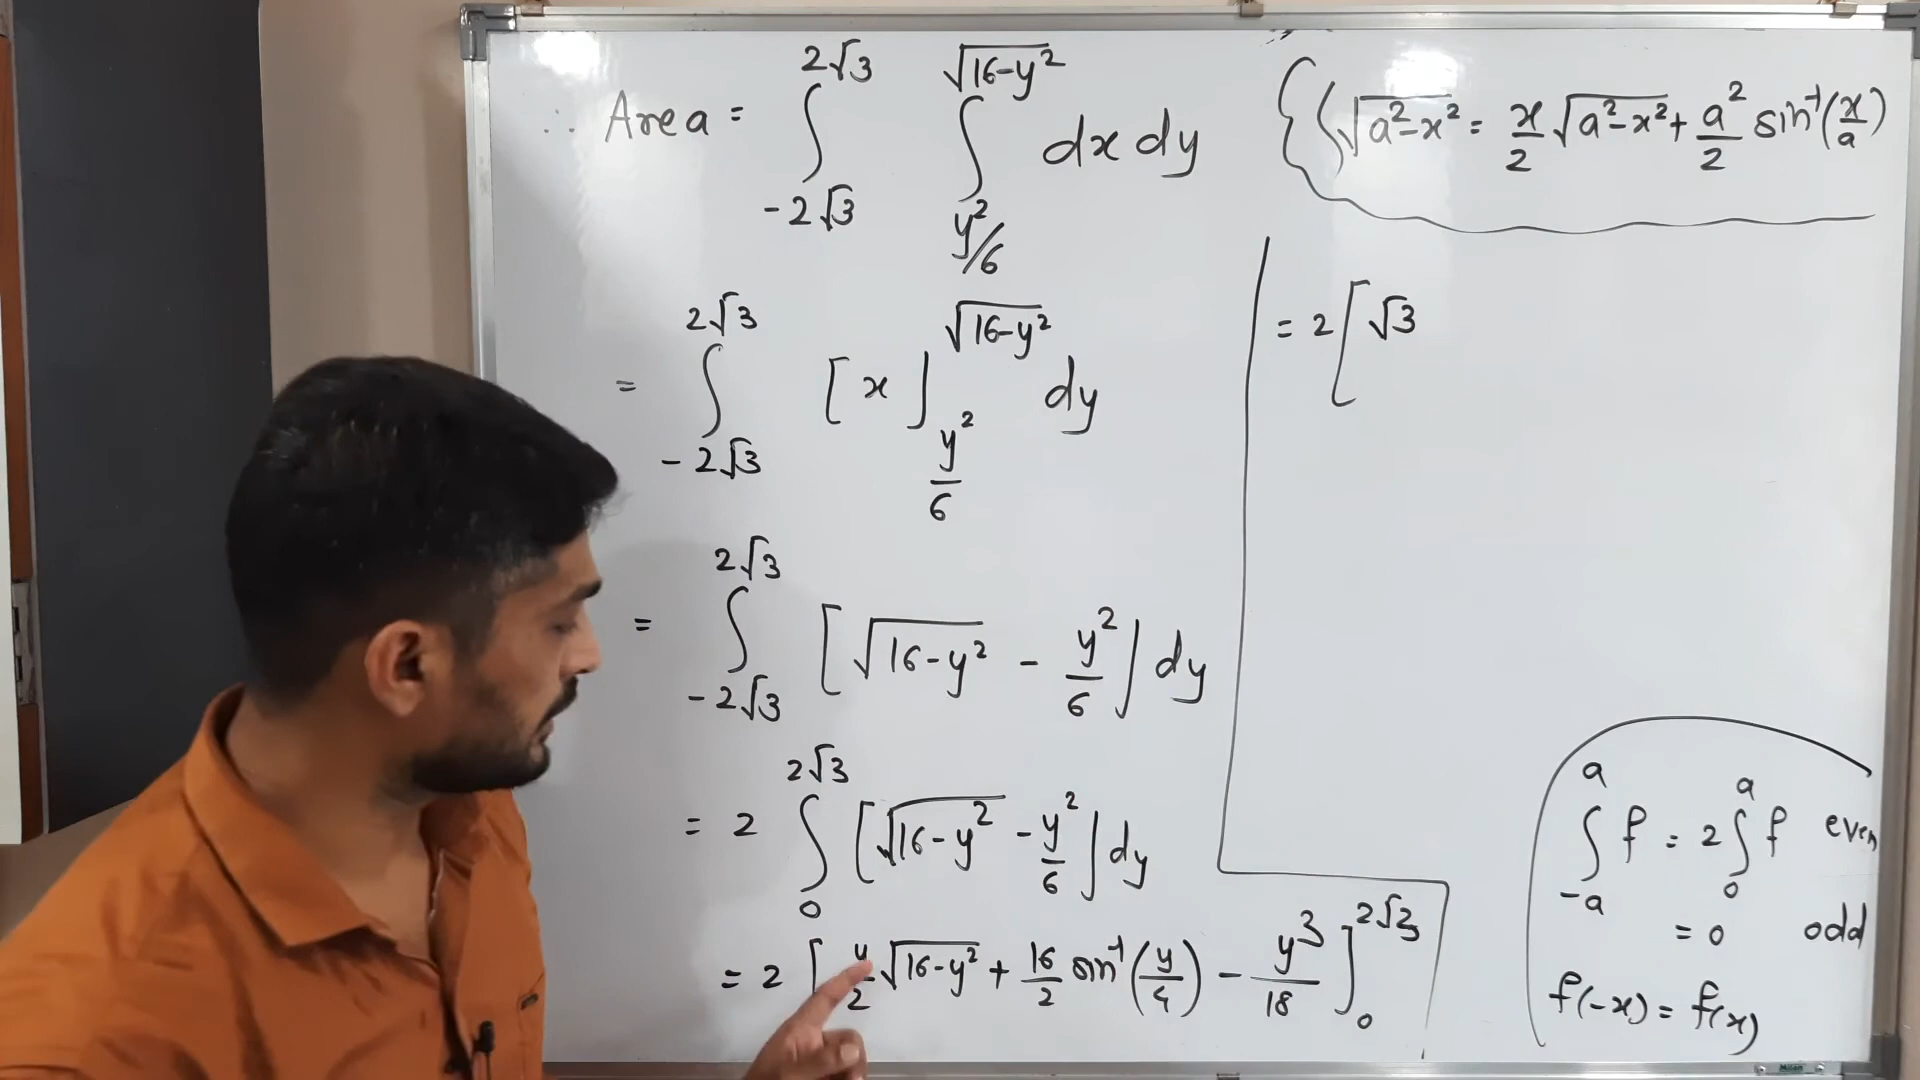 ∴ Area = ∫_{-2√3}^{2√3} ∫_{y²/6}^{√16-y²} dx dy
= ∫_{-2√3}^{2√3} [x]_{y²/6}^{√16-y²} dy
= ∫_{-2√3}^{2√3} [√16-y² - y²/6] dy
= 2 ∫_0^{2√3} [√16-y² - y²/6] dy
= 2 [y/2 √16-y² + 16/2 sin⁻¹(y/4) - y³/18]_0^{2√3}
{∫√a²-x² = x/2 √a²-x² + a²/2 sin⁻¹(x/a)
= 2 [√3
∫_{-a}^{a} f = 2∫_0^a f even
= 0 odd
f(-x) = f(x)